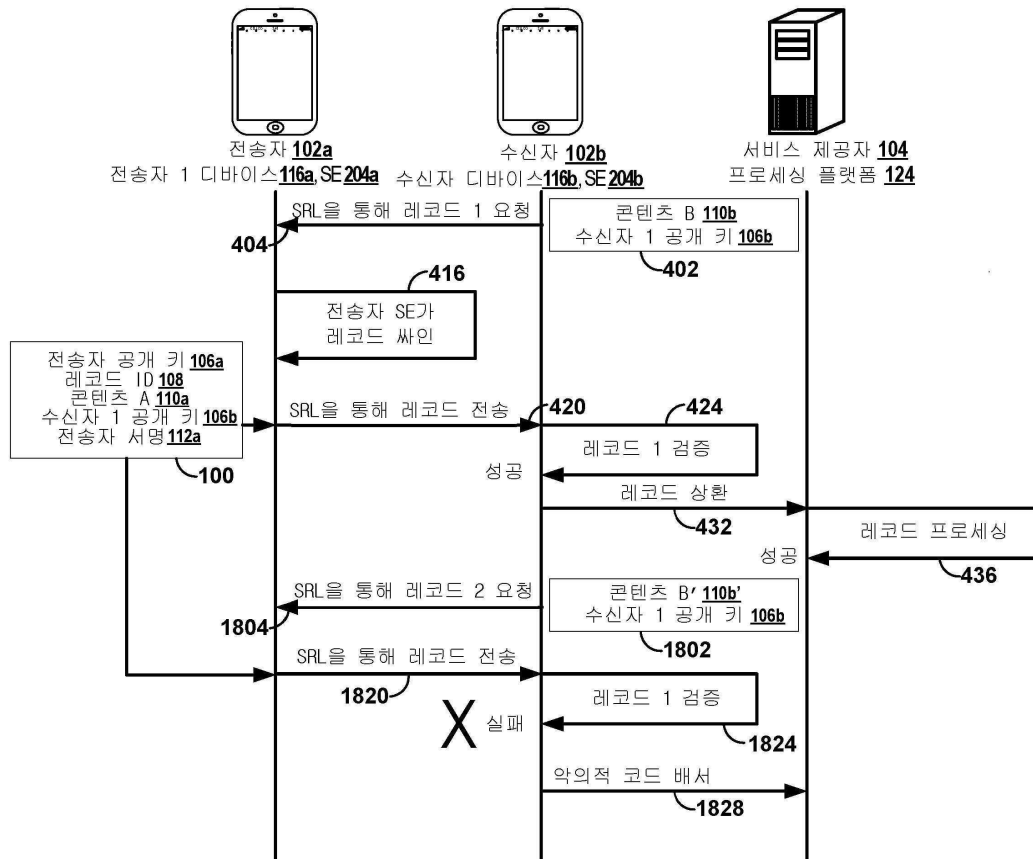 전송자 102a
전송자 1 디바이스116a, SE 204a
수신자 102b
수신자 디바이스116b, SE 204b
서비스 제공자 104
프로세싱 플랫폼 124
SRL을 통해 레코드 1 요청
404
콘텐츠 B 110b
수신자 1 공개 키 106b
402
416
전송자 SE가
레코드 싸인
전송자 공개 키 106a
레코드 ID 108
콘텐츠 A 110a
수신자 1 공개 키 106b
전송자 서명 112a
100
SRL을 통해 레코드 전송
420
424
레코드 1 검증
성공
레코드 상환
432
레코드 프로세싱
성공
436
SRL을 통해 레코드 2 요청
1804
콘텐츠 B′ 110b'
수신자 1 공개 키 106b
1802
SRL을 통해 레코드 전송
1820
레코드 1 검증
X 실패
1824
악의적 코드 배서
1828